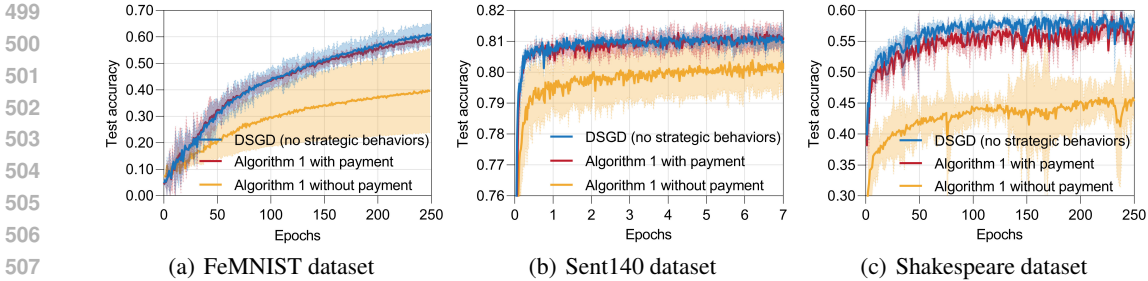 499
500
501
502
503
504
505
506
507
0.60
0.50
0.40
0.30
0.20
0.10
0.00
Test accuracy
DSGD (no strategic behaviors)
Algorithm 1 with payment
Algorithm 1 without payment
0 50 100 150 200 250
Epochs
(a) FeMNIST dataset
0.82
0.81
0.80
0.79
0.78
0.77
0.76
Test accuracy
DSGD (no strategic behaviors)
Algorithm 1 with payment
Algorithm 1 without payment
0 1 2 3 4 5 6 7
Epochs
(b) Sent140 dataset
0.60
0.55
0.50
0.45
0.40
0.35
0.30
Test accuracy
DSGD (no strategic behaviors)
Algorithm 1 with payment
Algorithm 1 without payment
0 50 100 150 200 250
Epochs
(c) Shakespeare dataset